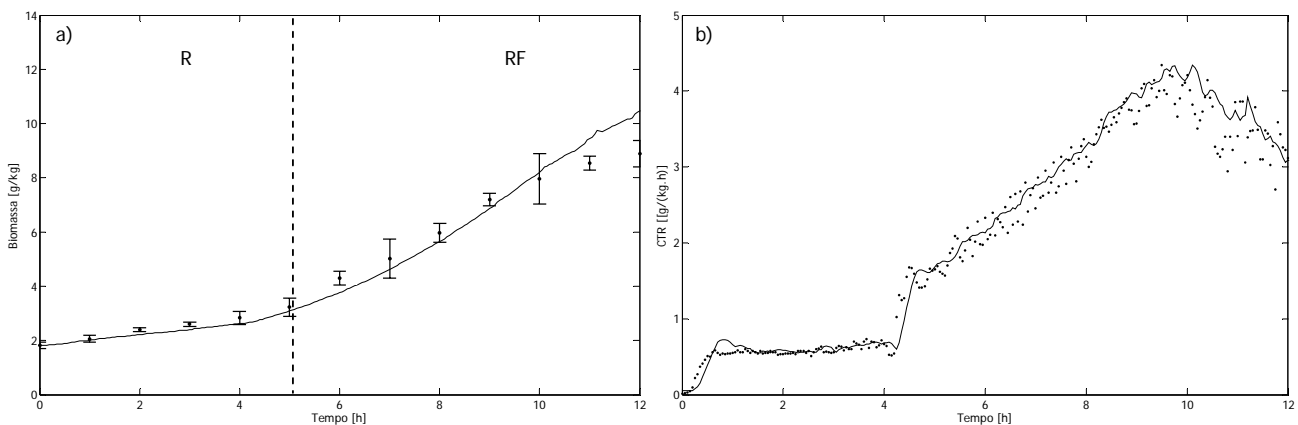 a)
R
RF
14
12
10
8
6
4
2
0
Biomassa [g/kg]
0 2 4 6 8 10 12
Tempo [h]
b)
5
4
3
2
1
0
CTR [[g/(kg.h)]
0 2 4 6 8 10 12
Tempo [h]